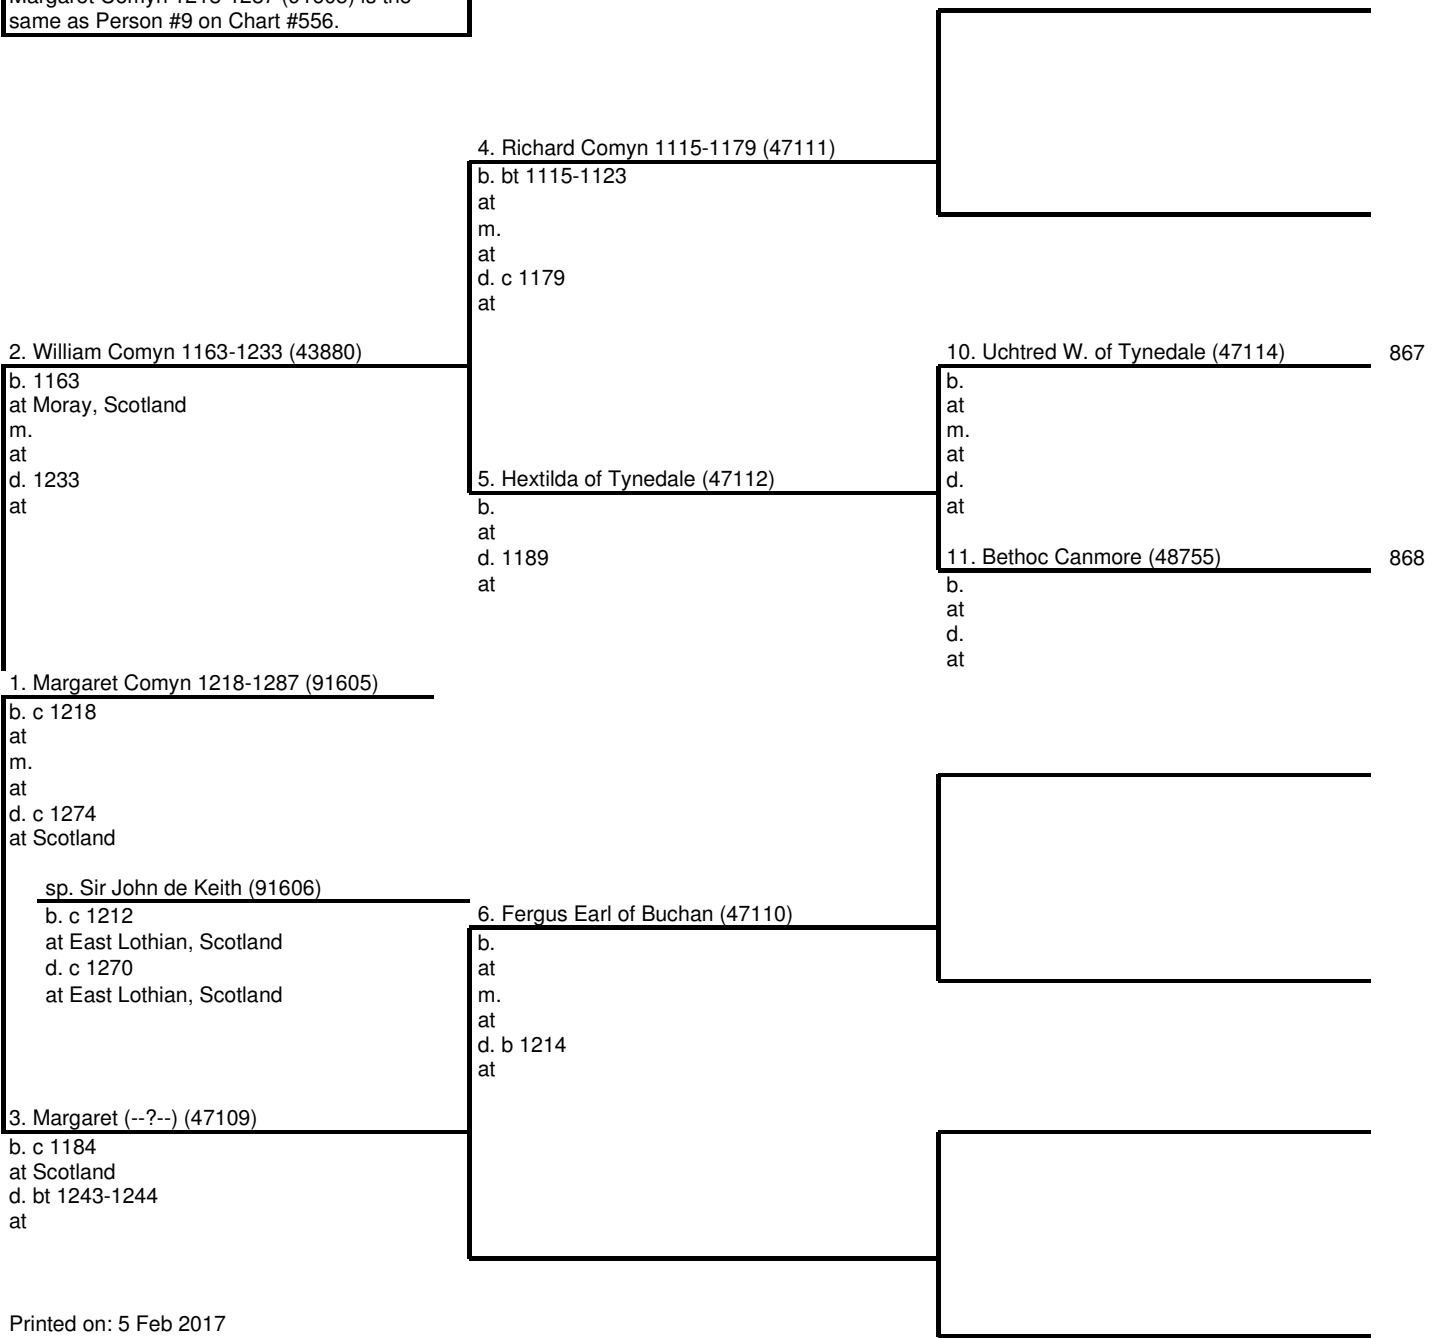 same as Person #9 on Chart #556.
4. Richard Comyn 1115-1179 (47111)
b. bt 1115-1123
at
m.
at
d. c 1179
at
2. William Comyn 1163-1233 (43880)
b. 1163
at Moray, Scotland
m.
at
d. 1233
at
10. Uchtred W. of Tynedale (47114) 867
b.
at
m.
at
d.
at
5. Hextilda of Tynedale (47112)
b.
at
d. 1189
at
11. Bethoc Canmore (48755) 868
b.
at
d.
at
1. Margaret Comyn 1218-1287 (91605)
b. c 1218
at
m.
at
d. c 1274
at Scotland
sp. Sir John de Keith (91606)
b. c 1212
at East Lothian, Scotland
d. c 1270
at East Lothian, Scotland
6. Fergus Earl of Buchan (47110)
b.
at
m.
at
d. b 1214
at
3. Margaret (--?--) (47109)
b. c 1184
at Scotland
d. bt 1243-1244
at
Printed on: 5 Feb 2017